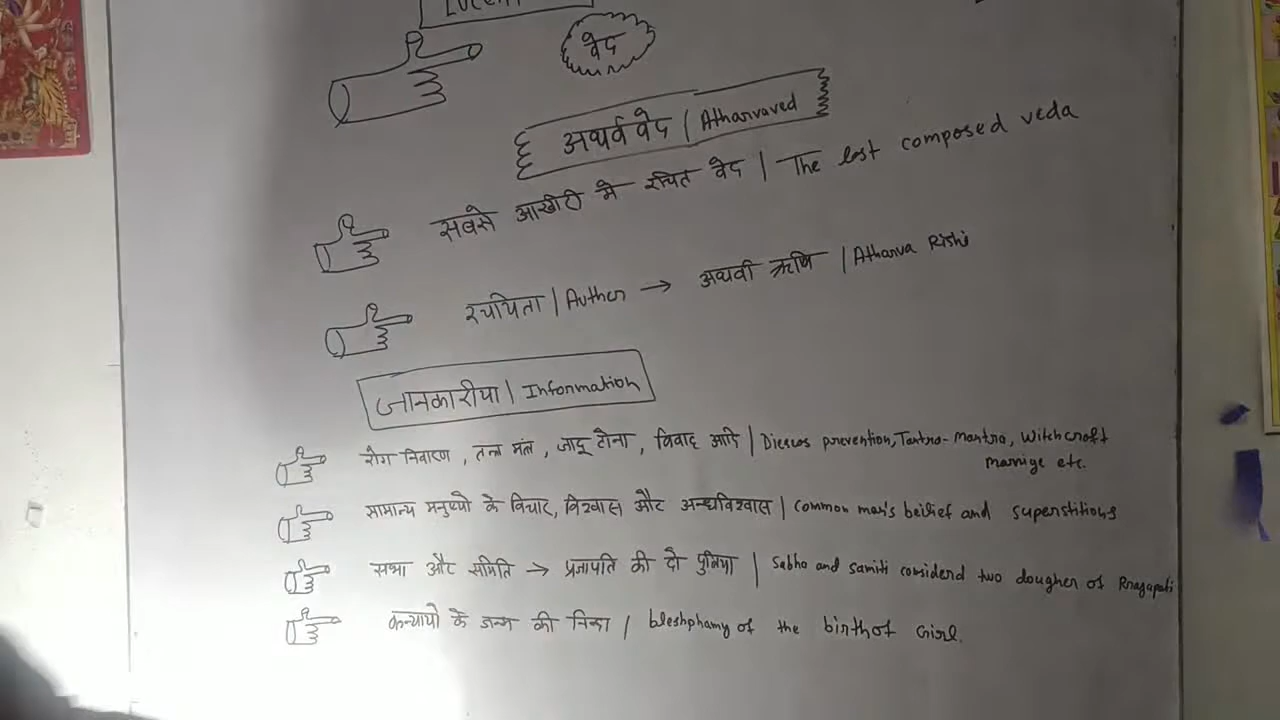 वेद
अथर्ववेद | Atharvaved
सबसे आखीरी मे रचित वेद | The last composed veda
रचयिता | Auther → अथर्वा ऋषि | Atharva Rishi
जानकारीया | Information
रोग निवारण, तन्त्र मंत्र, जादू टोना, विवाह आदि | prevention, Tantra-Mantra, Witchcraft
marrige etc.
सामान्य मनुष्यो के विचार, विश्वास और अन्धविश्वास | Common man's beilief and superstitions
सभा और समिति → प्रजापति की दो पुत्रिया | Sabha and Samiti considerd two dougher of Prajapati
कन्यायो के जन्म की निन्दा | bleshphamy of the birth of Girl.